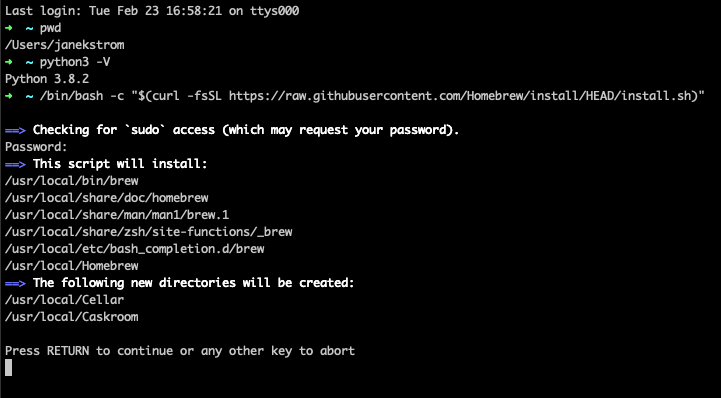 Last login: Tue Feb 23 16:58:21 on ttys000
➜  ~ pwd
/Users/janekstrom
➜  ~ python3 -V
Python 3.8.2
➜  ~ /bin/bash -c "$(curl -fsSL https://raw.githubusercontent.com/Homebrew/install/HEAD/install.sh)"
==> Checking for `sudo` access (which may request your password).
Password:
==> This script will install:
/usr/local/bin/brew
/usr/local/share/doc/homebrew
/usr/local/share/man/man1/brew.1
/usr/local/share/zsh/site-functions/_brew
/usr/local/etc/bash_completion.d/brew
/usr/local/Homebrew
==> The following new directories will be created:
/usr/local/Cellar
/usr/local/Caskroom
Press RETURN to continue or any other key to abort